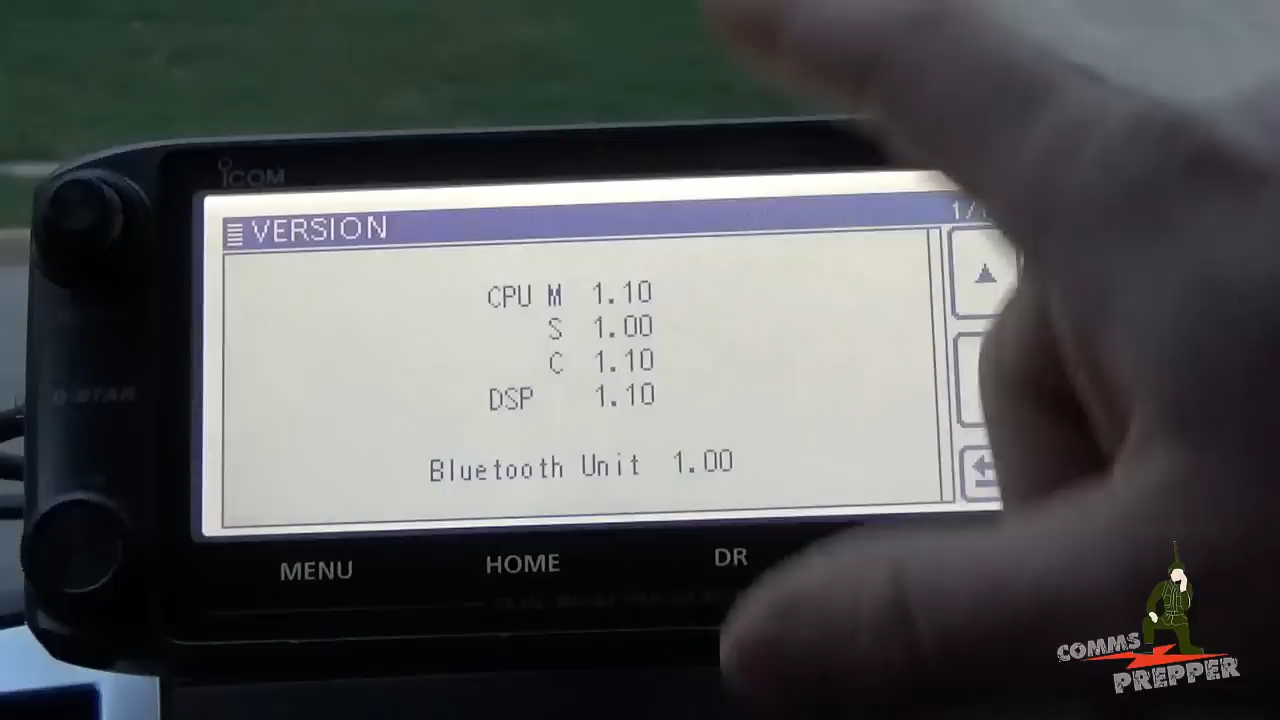 ICOM
VERSION
CPU M 1.10
S 1.00
C 1.10
DSP 1.10
Bluetooth Unit 1.00
D-STAR
MENU HOME DR
COMMS
PREPPER